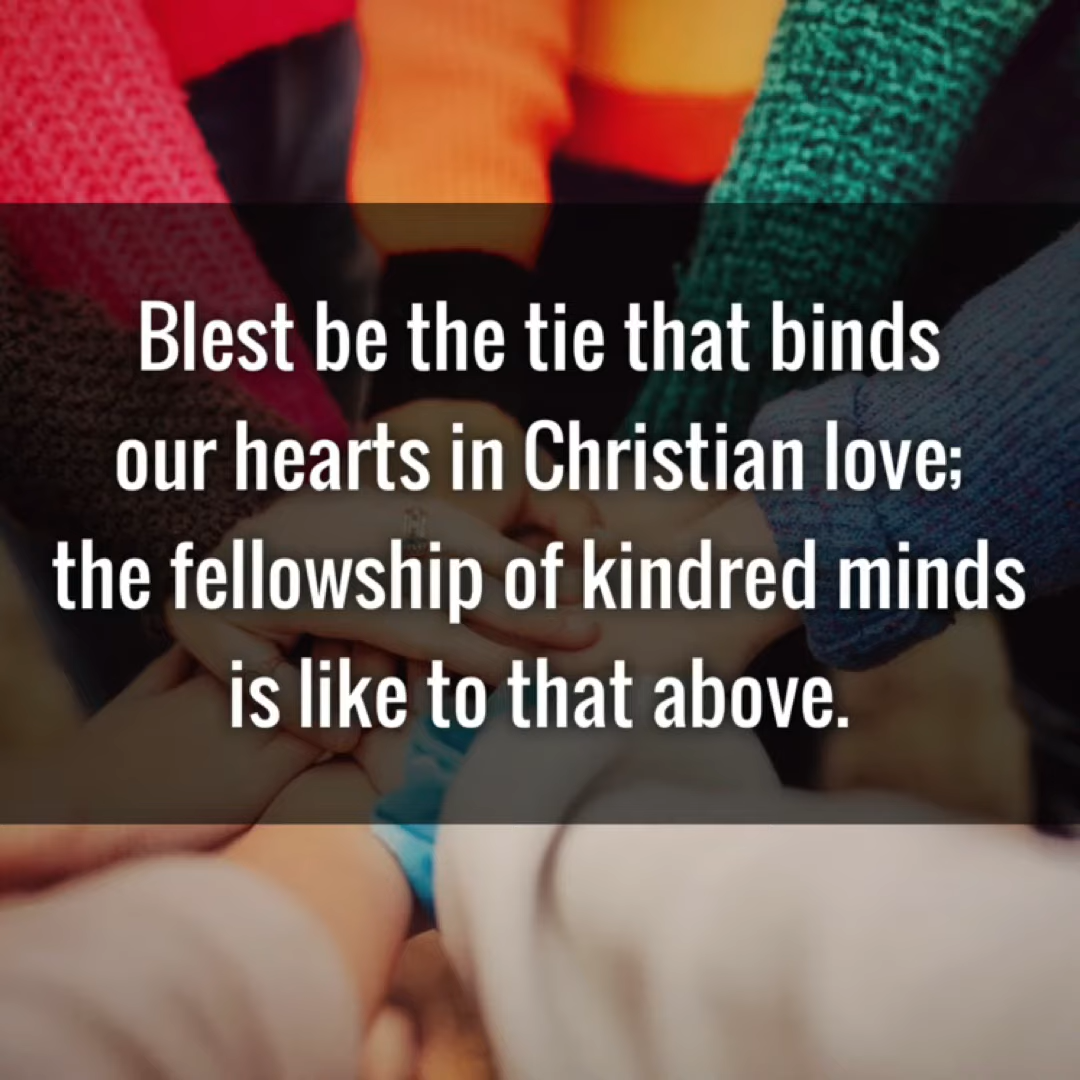 Blest be the tie that binds
our hearts in Christian love;
the fellowship of kindred minds
is like to that above.